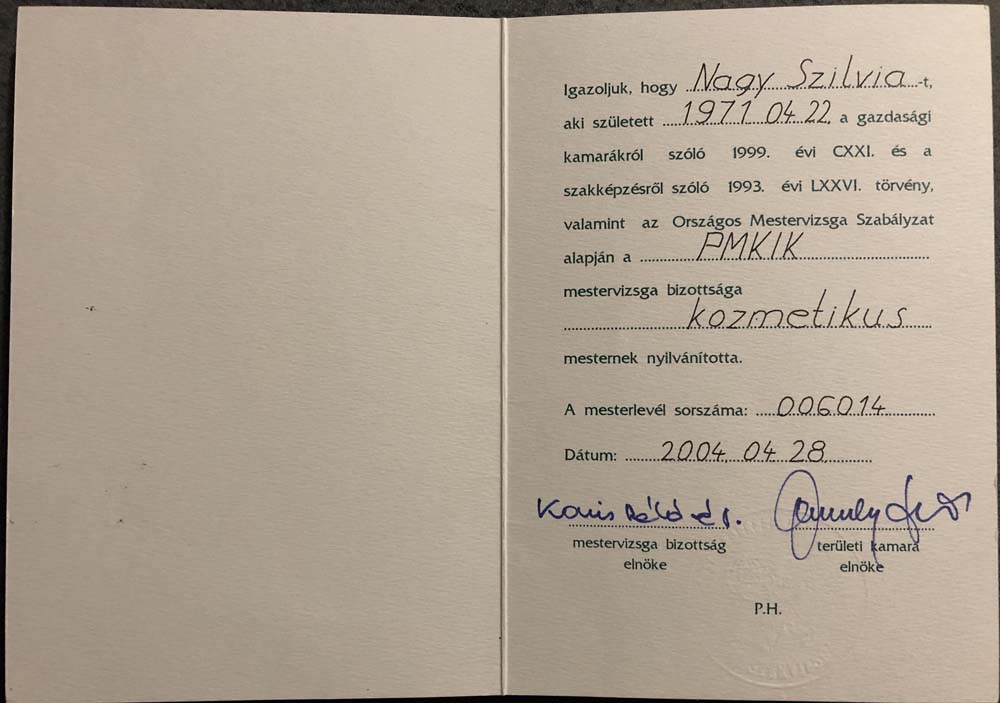 Igazoljuk, hogy Nagy Szilvia -t,
aki született 1971 04 22, a gazdasági
kamarákról szóló 1999. évi CXXI. és a
szakképzésről szóló 1993. évi LXXVI. törvény,
valamint az Országos Mestervizsga Szabályzat
alapján a PMKIK
mestervizsga bizottsága
kozmetikus
mesternek nyilvánította.
A mesterlevél sorszáma: 006014
Dátum: 2004. 04 28
mestervizsga bizottság
elnöke
területi kamara
elnöke
P.H.